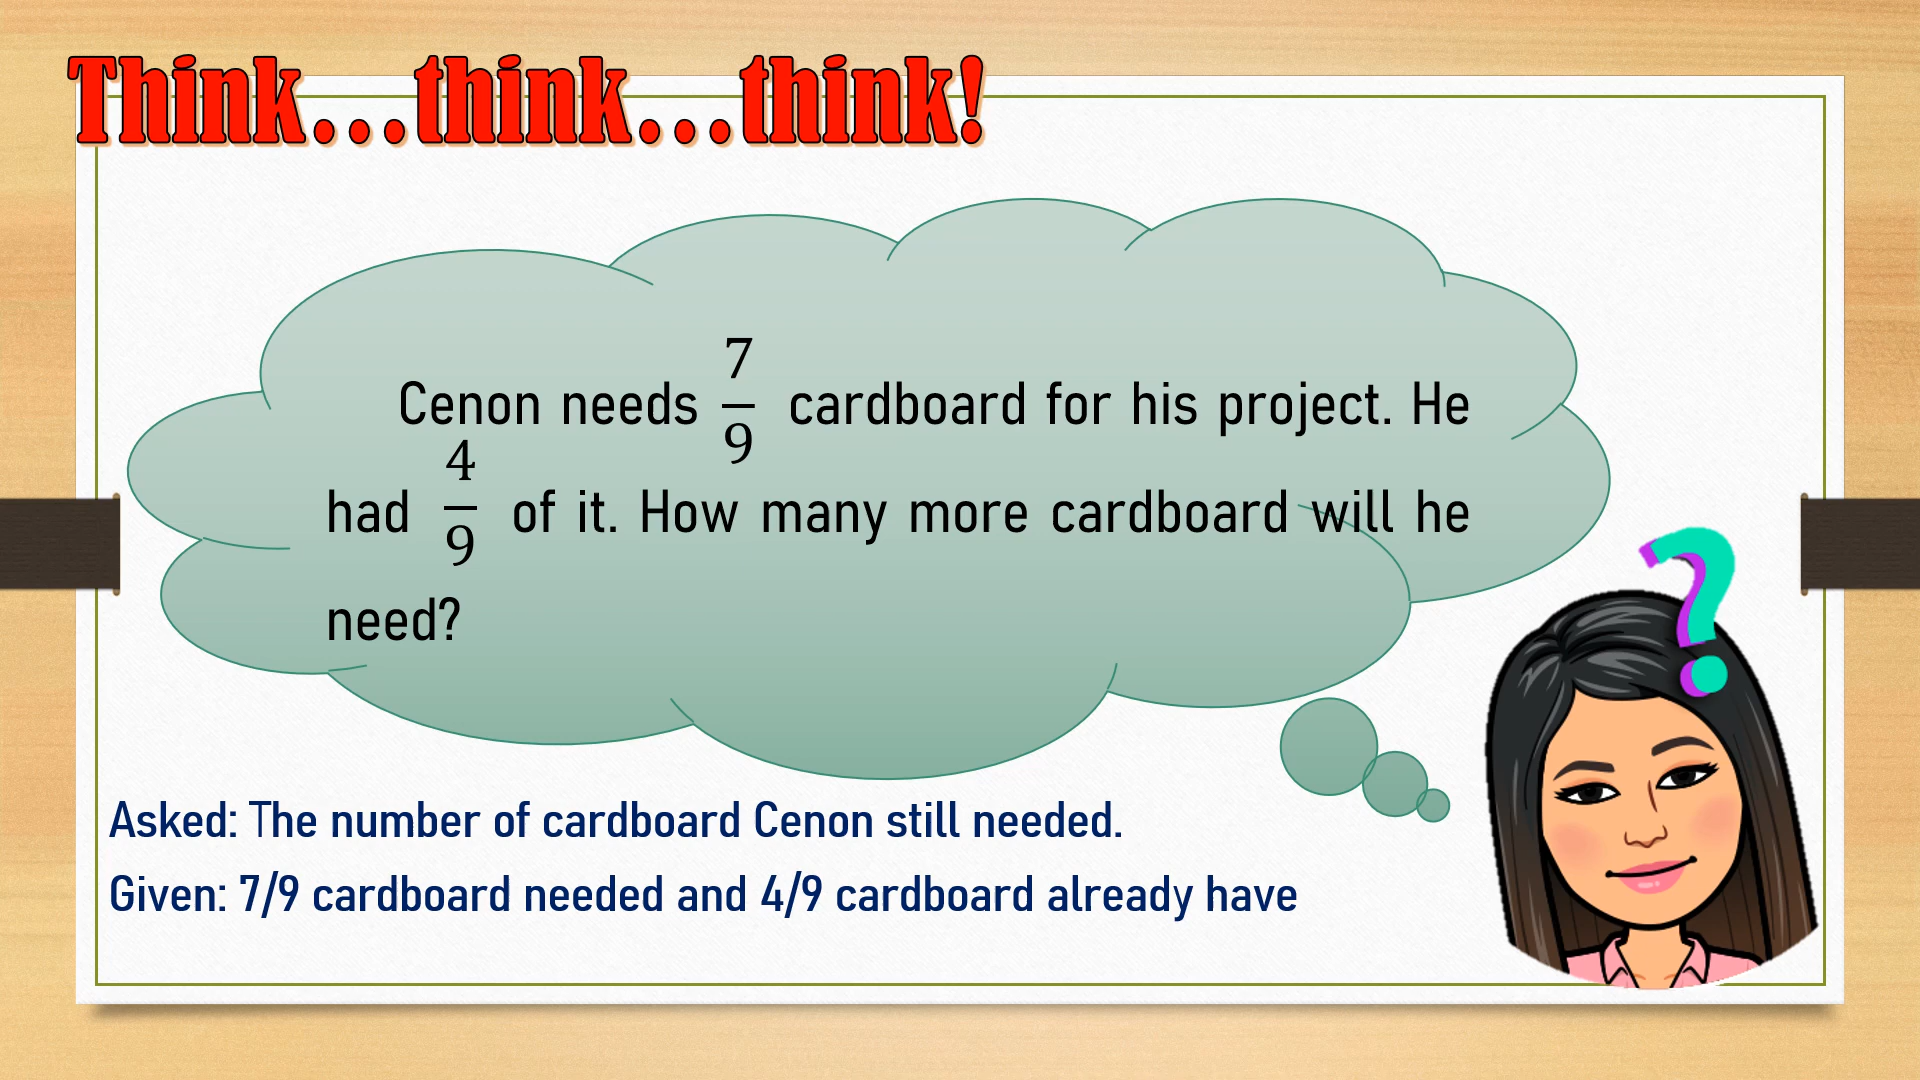 Think...think...think!
Cenon needs 7/9 cardboard for his project. He
had 4/9 of it. How many more cardboard will he
need?
?
Asked: The number of cardboard Cenon still needed.
Given: 7/9 cardboard needed and 4/9 cardboard already have